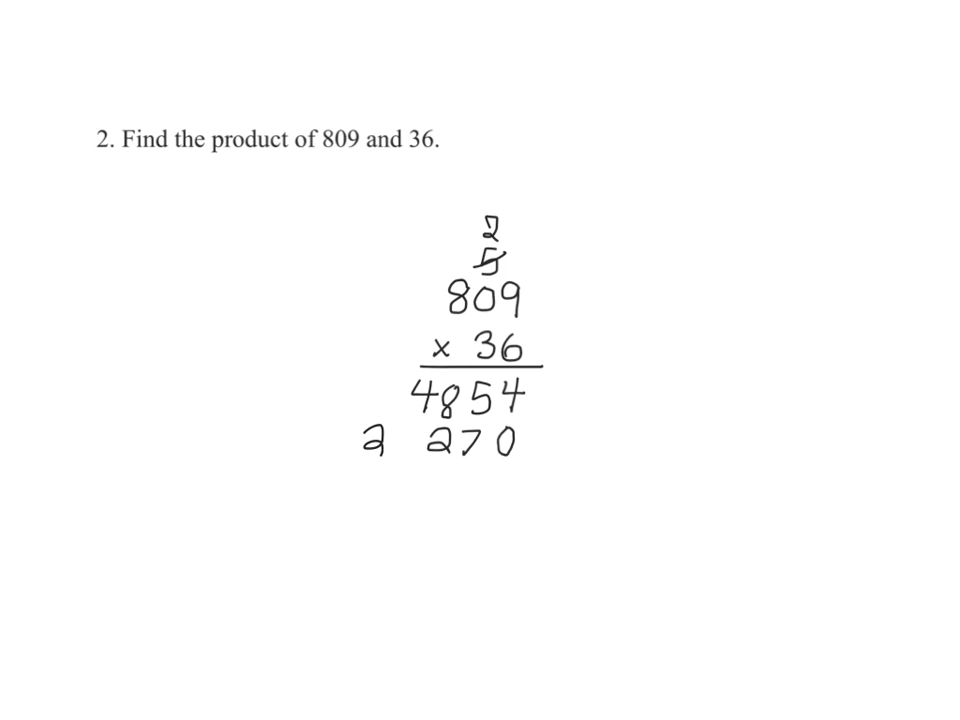 2. Find the product of 809 and 36.
2
5
809
x 36
4854
2 270